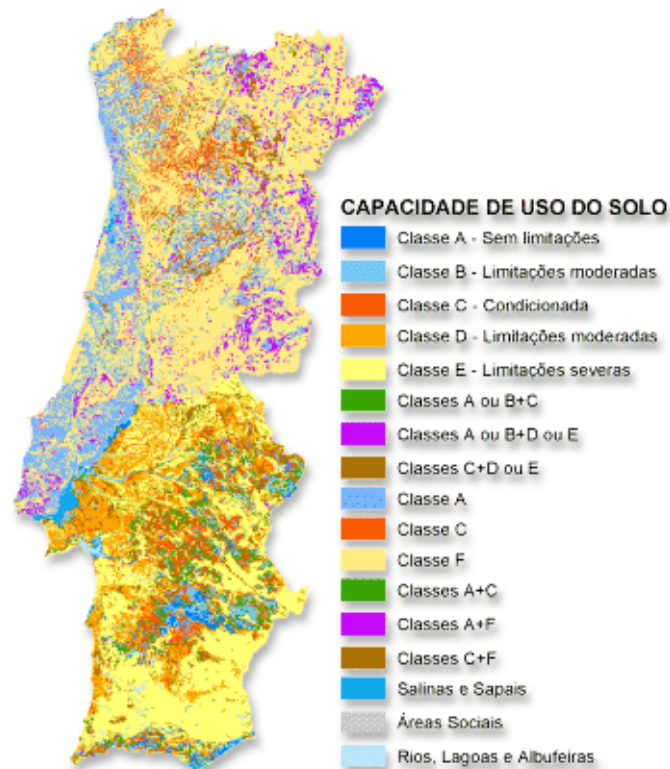 CAPACIDADE DE USO DO SOLO
Classe A - Sem limitações
Classe B - Limitações moderadas
Classe C - Condicionada
Classe D - Limitações moderadas
Classe E - Limitações severas
Classes A ou B+C
Classes A ou B+D ou E
Classes C+D ou E
Classe A
Classe C
Classe F
Classes A+C
Classes A+F
Classes C+F
Salinas e Sapais
Áreas Sociais
Rios, Lagoas e Albufeiras